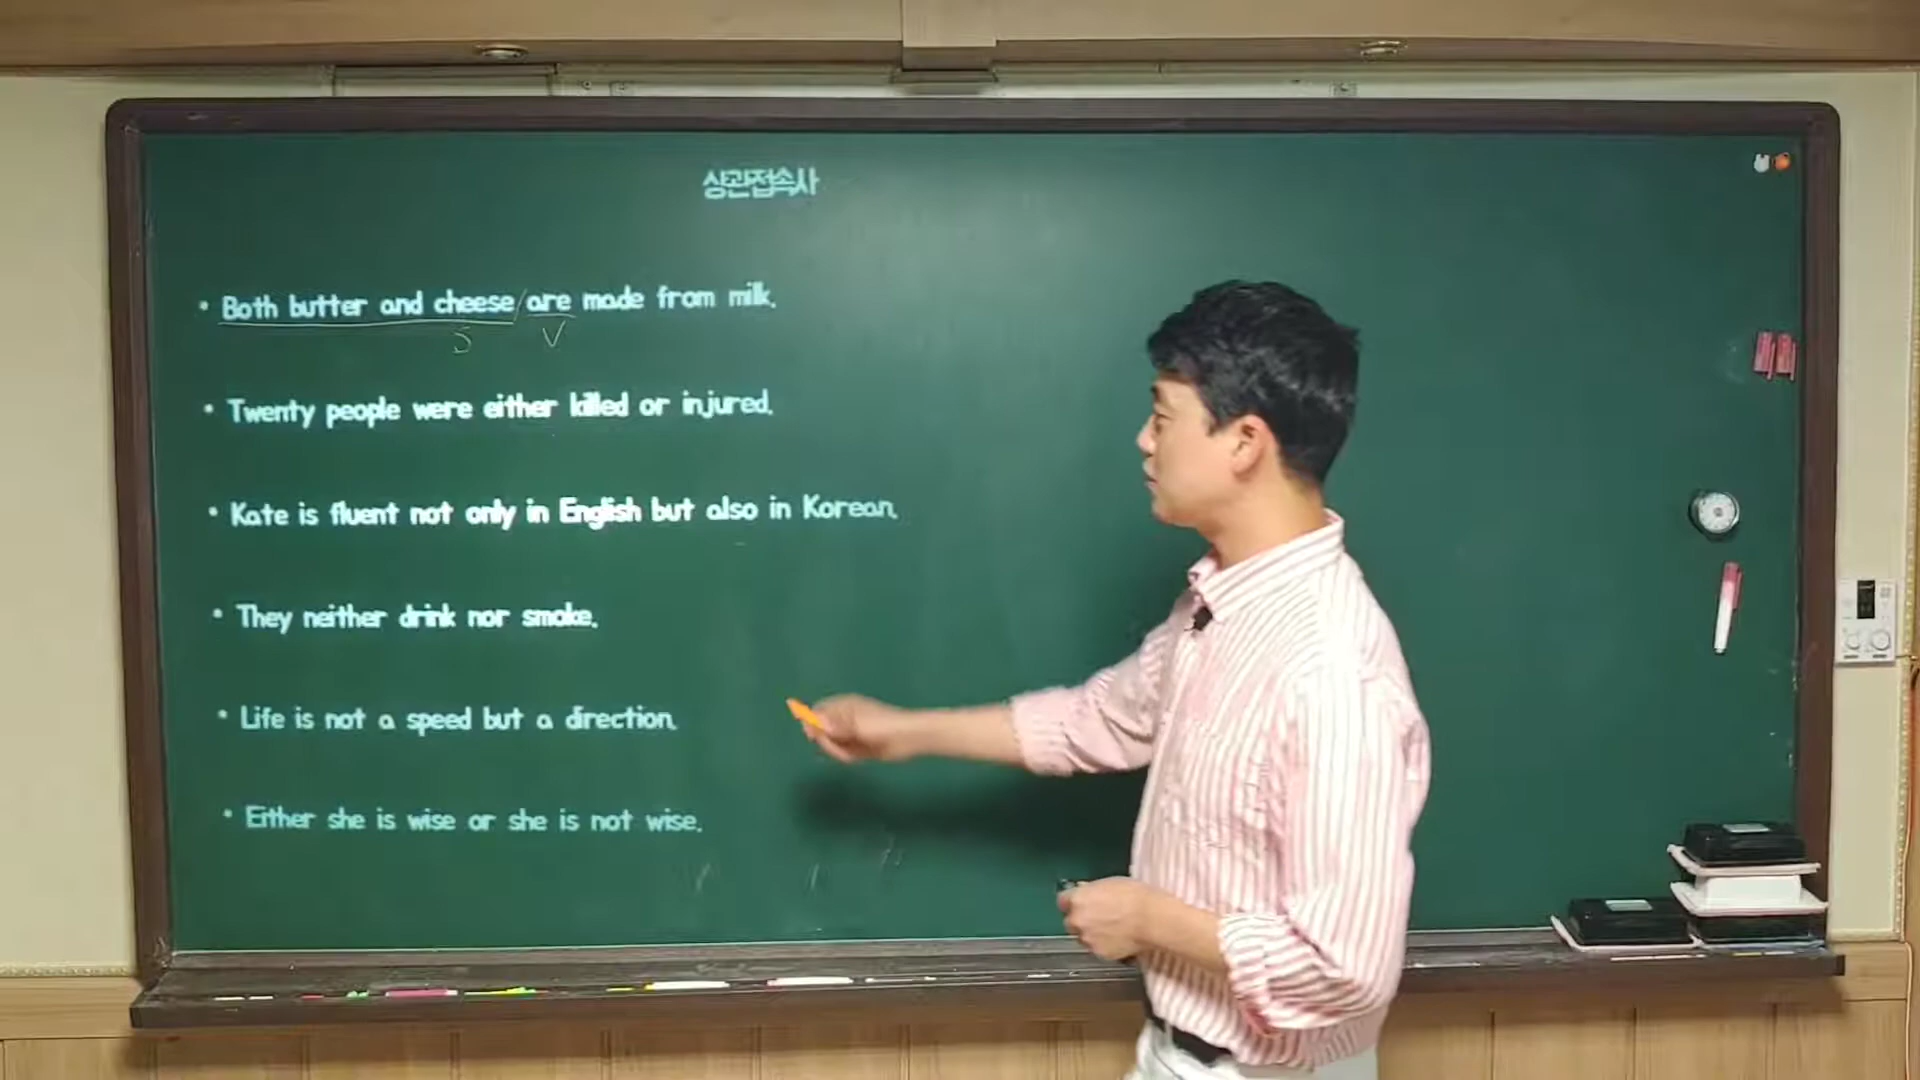 상관접속사
• Both butter and cheese / are made from milk.
S V
• Twenty people were either killed or injured.
• Kate is fluent not only in English but also in Korean.
• They neither drink nor smoke.
• Life is not a speed but a direction.
• Either she is wise or she is not wise.